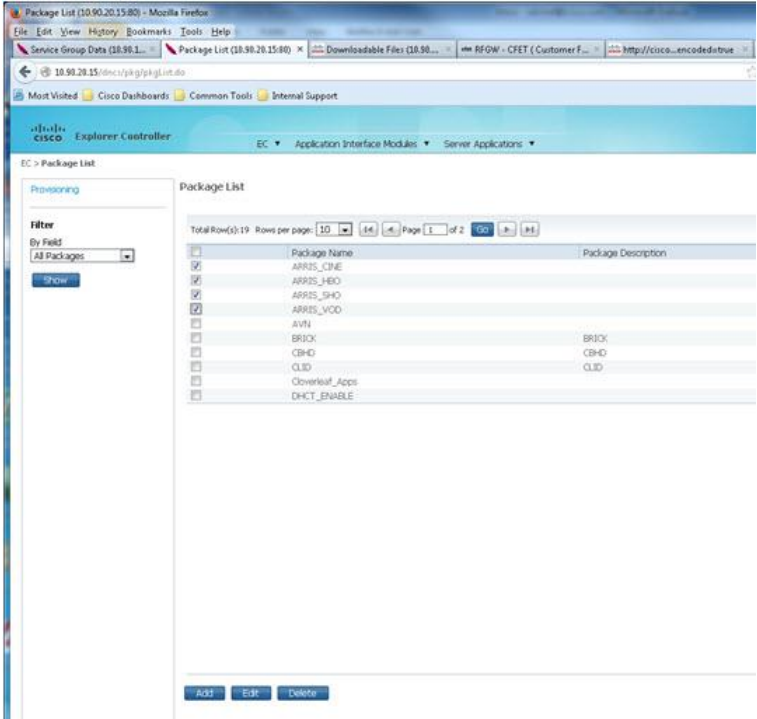 Package List (10.90.20.15:80) - Mozilla Firefox
File Edit View History Bookmarks Tools Help
Service Group Data (10.90.1... × Package List (10.90.20.15:80) × Downloadable Files (10.90.... × RFGW - CFET ( Customer F... × http://cisco...encoded=true ×
10.90.20.15/dncs/pkg/pkgList.do
Most Visited Cisco Dashboards Common Tools Internal Support
CISCO Explorer Controller
EC Application Interface Modules Server Applications
EC > Package List
Provisioning
Filter
By Field
All Packages
Show
Package List
Total Row(s):19 Rows per page: 10 Page 1 of 2 Go
Package Name Package Description
ARRIS_CINE
ARRIS_HBO
ARRIS_SHO
ARRIS_VOD
AVN
BRICK BRICK
CBHD CBHD
CLID CLID
Cloverleaf_Apps
DHCT_ENABLE
Add Edit Delete